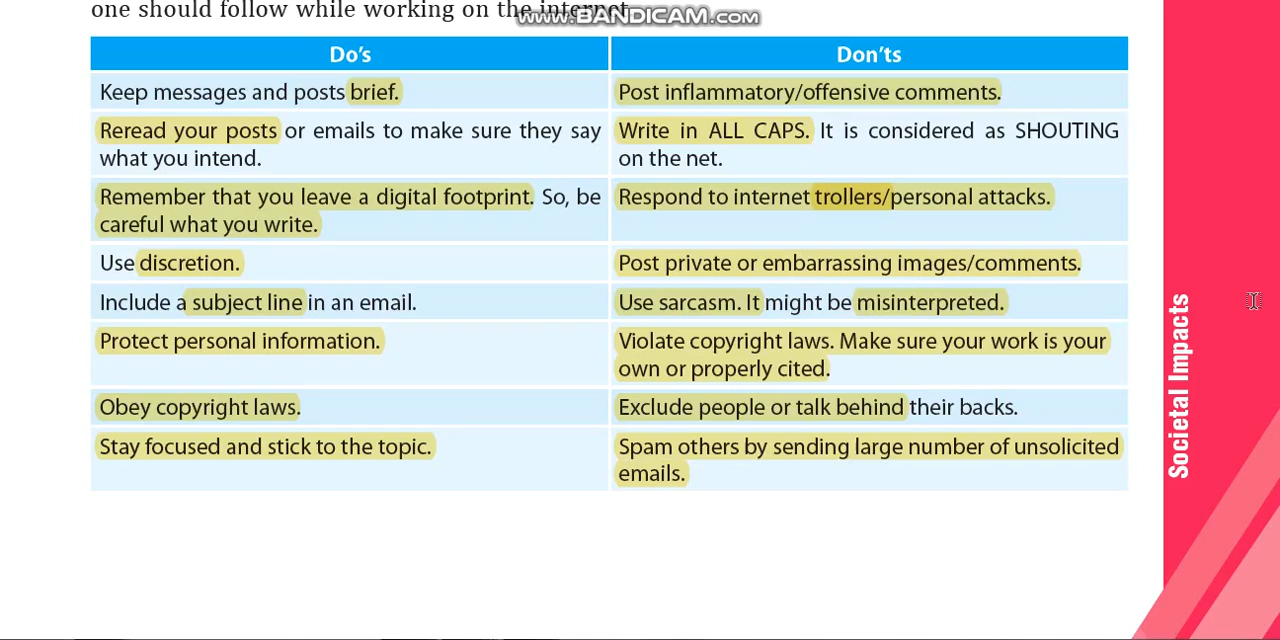 one should follow while working on the internet
www.BANDICAM.com
Do's
Don'ts
Keep messages and posts brief.
Post inflammatory/offensive comments.
Reread your posts or emails to make sure they say
what you intend.
Write in ALL CAPS. It is considered as SHOUTING
on the net.
Remember that you leave a digital footprint. So, be
careful what you write.
Respond to internet trollers/personal attacks.
Use discretion.
Post private or embarrassing images/comments.
Include a subject line in an email.
Use sarcasm. It might be misinterpreted.
Protect personal information.
Violate copyright laws. Make sure your work is your
own or properly cited.
Obey copyright laws.
Exclude people or talk behind their backs.
Stay focused and stick to the topic.
Spam others by sending large number of unsolicited
emails.
Societal Impacts